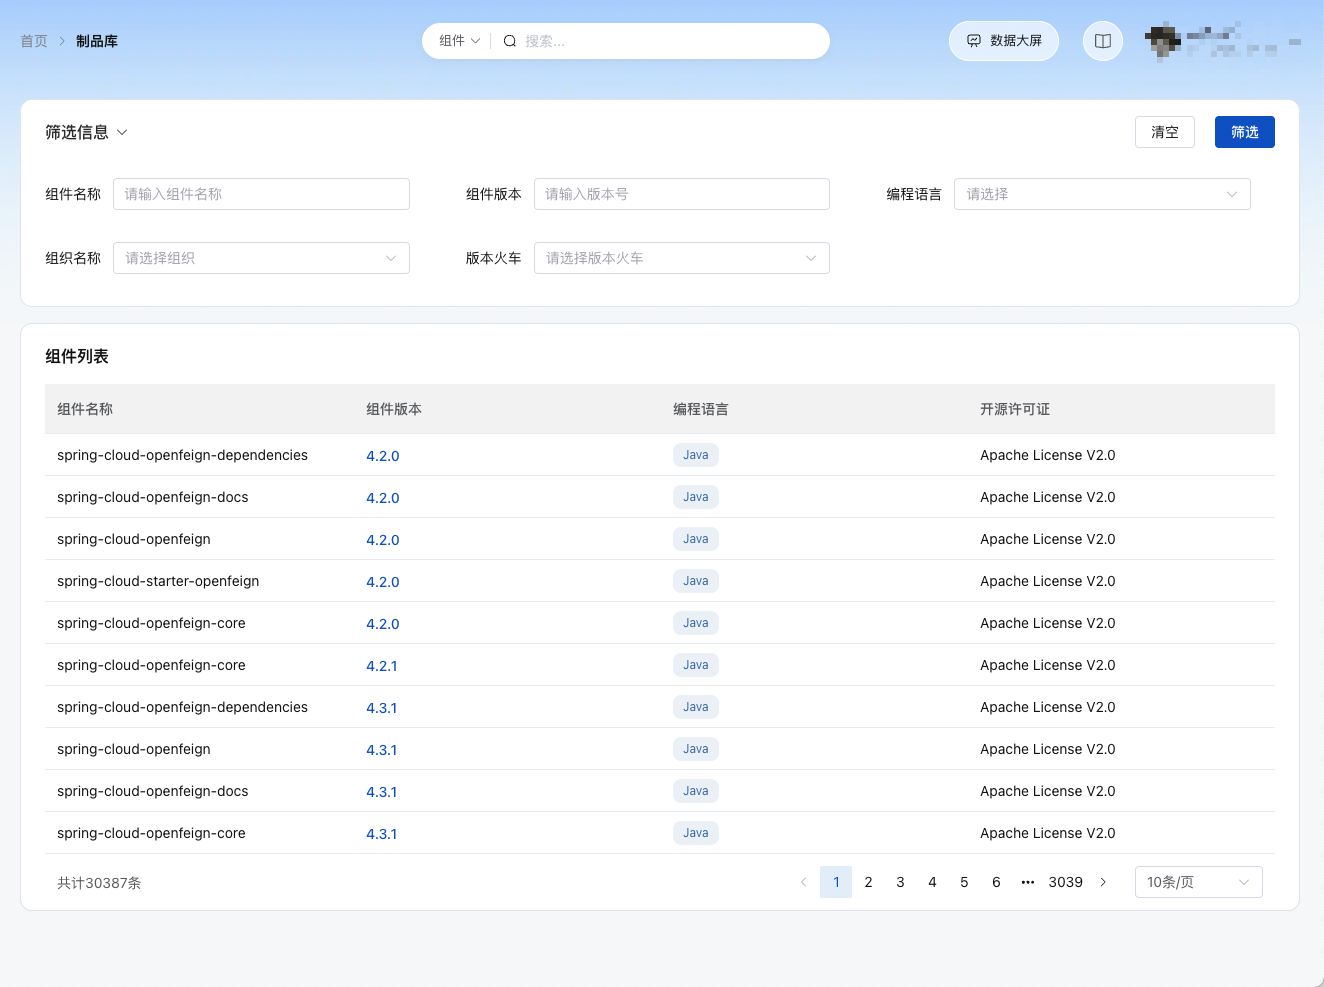 首页 > 制品库
组件 搜索...
数据大屏
筛选信息
清空 筛选
组件名称 请输入组件名称 组件版本 请输入版本号 编程语言 请选择
组织名称 请选择组织 版本火车 请选择版本火车
组件列表
组件名称 组件版本 编程语言 开源许可证
spring-cloud-openfeign-dependencies 4.2.0 Java Apache License V2.0
spring-cloud-openfeign-docs 4.2.0 Java Apache License V2.0
spring-cloud-openfeign 4.2.0 Java Apache License V2.0
spring-cloud-starter-openfeign 4.2.0 Java Apache License V2.0
spring-cloud-openfeign-core 4.2.0 Java Apache License V2.0
spring-cloud-openfeign-core 4.2.1 Java Apache License V2.0
spring-cloud-openfeign-dependencies 4.3.1 Java Apache License V2.0
spring-cloud-openfeign 4.3.1 Java Apache License V2.0
spring-cloud-openfeign-docs 4.3.1 Java Apache License V2.0
spring-cloud-openfeign-core 4.3.1 Java Apache License V2.0
共计30387条 < 1 2 3 4 5 6 ••• 3039 > 10条/页